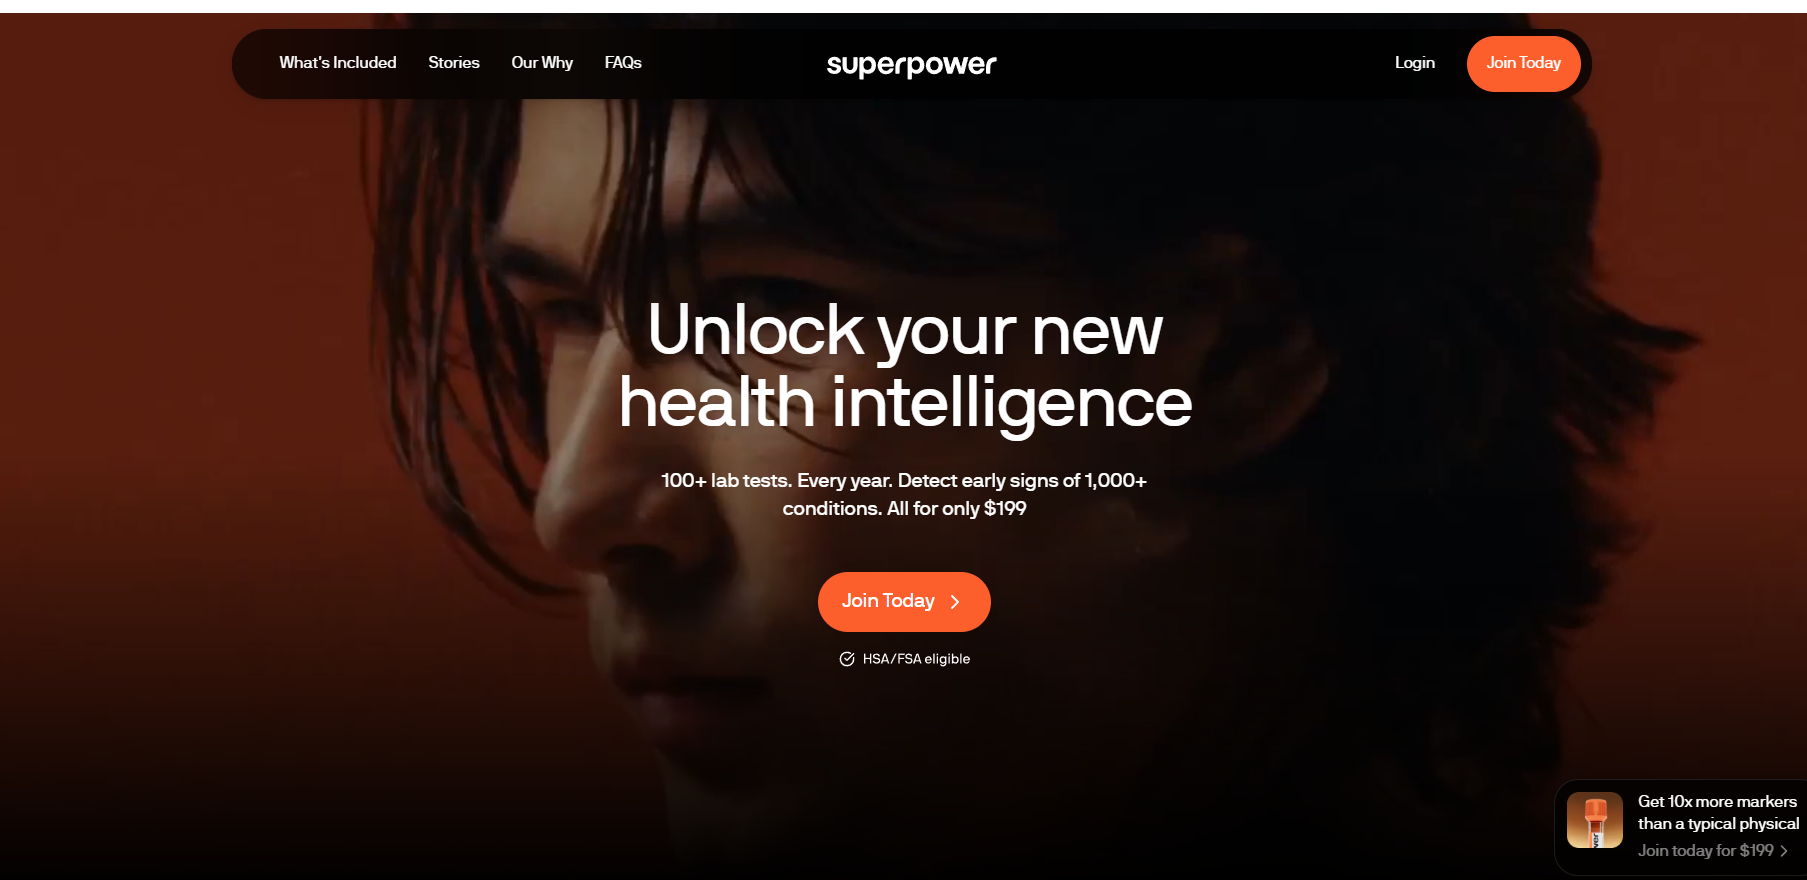 What's Included
Stories
Our Why
FAQs
superpower
Login
Join Today
Unlock your new
health intelligence
100+ lab tests. Every year. Detect early signs of 1,000+
conditions. All for only $199
Join Today
HSA/FSA eligible
Get 10x more markers
than a typical physical
Join today for $199